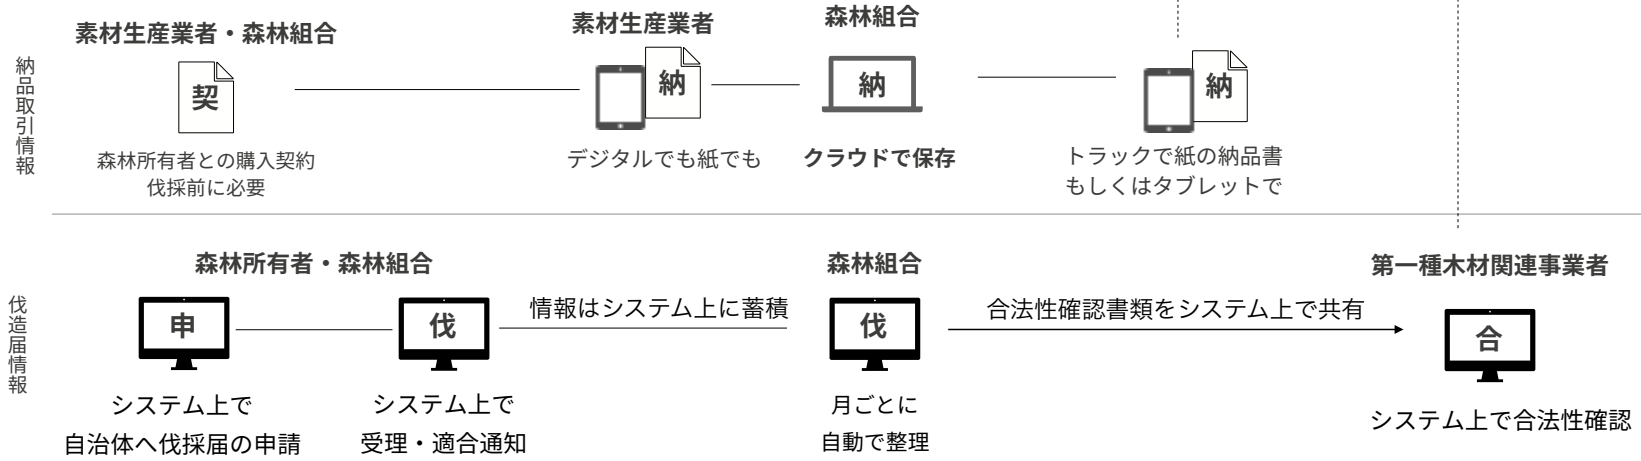 納品取引情報
素材生産業者・森林組合
契
森林所有者との購入契約
伐採前に必要
素材生産業者
納
デジタルでも紙でも
森林組合
納
クラウドで保存
納
トラックで紙の納品書
もしくはタブレットで
伐造届情報
森林所有者・森林組合
申
システム上で
自治体へ伐採届の申請
伐
システム上で
受理・適合通知
情報はシステム上に蓄積
森林組合
伐
月ごとに
自動で整理
合法性確認書類をシステム上で共有
第一種木材関連事業者
合
システム上で合法性確認